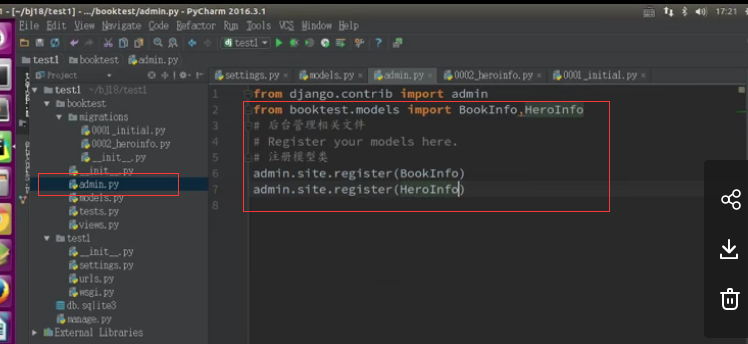 1 - [~/bj18/test1] - .../booktest/admin.py - PyCharm 2016.3.1
17:21
File Edit View Navigate Code Refactor Run Tools VCS Window Help
test1
test1 booktest admin.py
Project
settings.py × models.py × admin.py × 0002_heroinfo.py × 0001_initial.py ×
test1 ~/bj18/test1
booktest
migrations
0001_initial.py
0002_heroinfo.py
__init__.py
__init__.py
admin.py
models.py
tests.py
views.py
test1
__init__.py
settings.py
urls.py
wsgi.py
db.sqlite3
manage.py
External Libraries
1 from django.contrib import admin
2 from booktest.models import BookInfo,HeroInfo
3 # 后台管理相关文件
4 # Register your models here.
5 # 注册模型类
6 admin.site.register(BookInfo)
7 admin.site.register(HeroInfo)
8